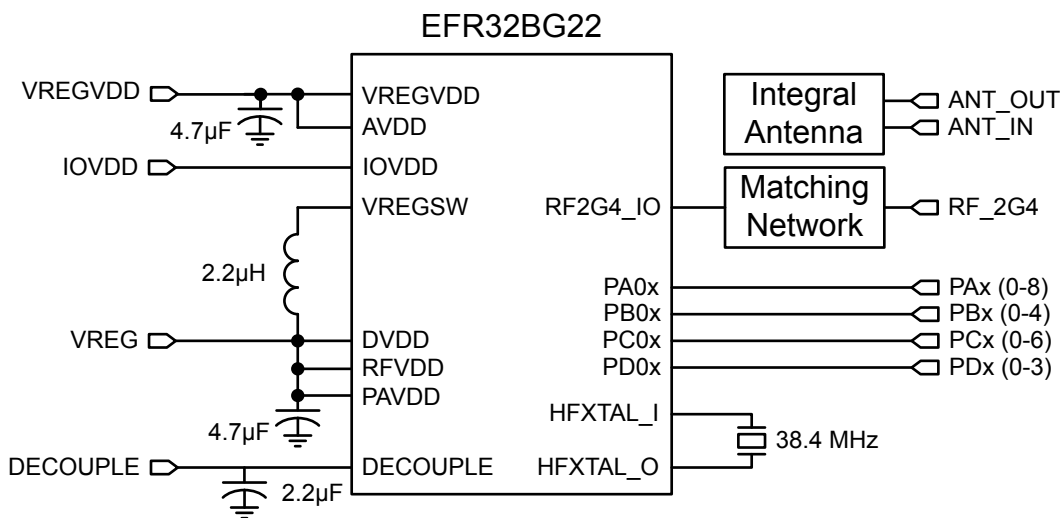 EFR32BG22
VREGVDD
4.7µF
IOVDD
2.2µH
VREG
4.7µF
DECOUPLE
2.2µF
VREGVDD
AVDD
IOVDD
VREGSW
DVDD
RFVDD
PAVDD
DECOUPLE
RF2G4_IO
PA0x
PB0x
PC0x
PD0x
HFXTAL_I
HFXTAL_O
Integral
Antenna
Matching
Network
38.4 MHz
ANT_OUT
ANT_IN
RF_2G4
PAx (0-8)
PBx (0-4)
PCx (0-6)
PDx (0-3)